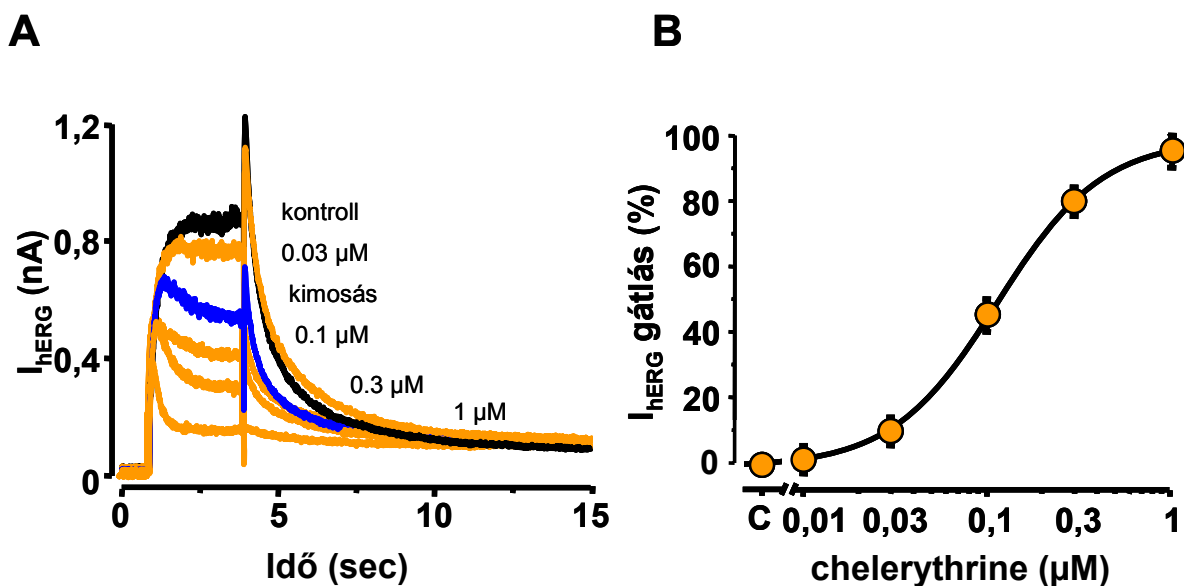 A
I hERG (nA)
1,2
0,8
0,4
0
kontroll
0.03 µM
kimosás
0.1 µM
0.3 µM
1 µM
0 5 10 15
Idő (sec)
B
I hERG gátlás (%)
100
80
60
40
20
0
C 0,01 0,03 0,1 0,3 1
chelerythrine (µM)